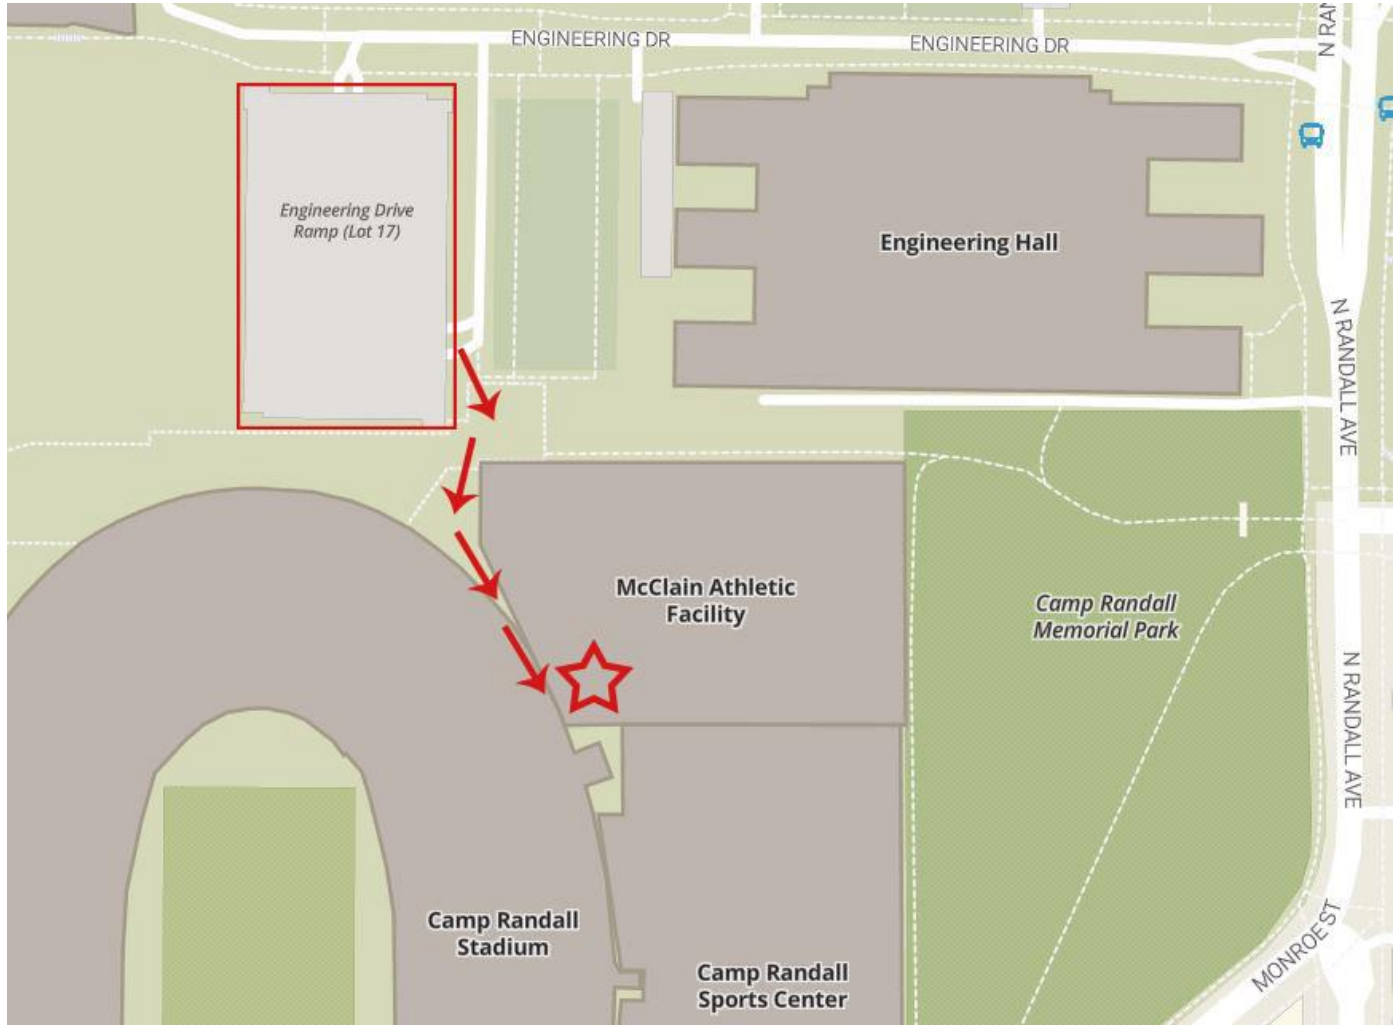 ENGINEERING DR
ENGINEERING DR
N RAN
Engineering Drive
Ramp (Lot 17)
Engineering Hall
N RANDALL AVE
McClain Athletic
Facility
Camp Randall
Memorial Park
N RANDALL AVE
Camp Randall
Stadium
Camp Randall
Sports Center
MONROE ST